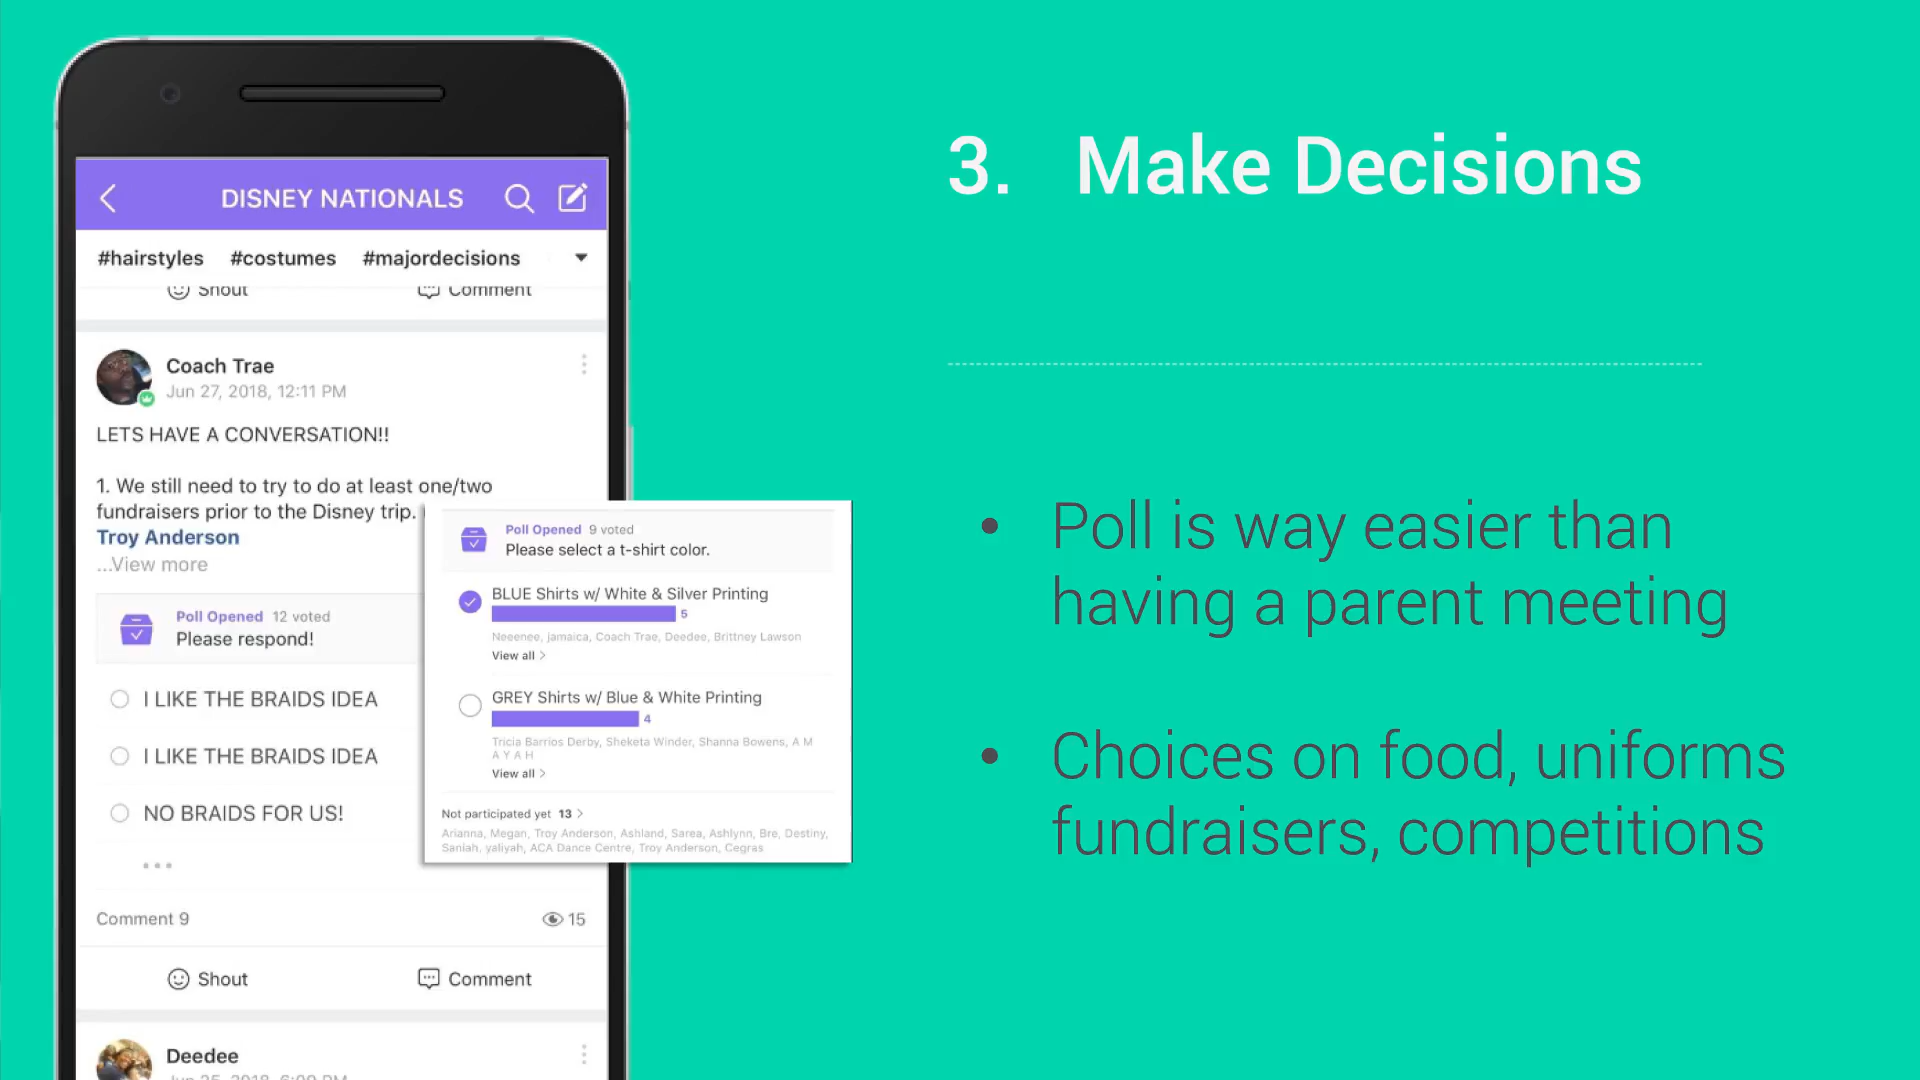 DISNEY NATIONALS
#hairstyles #costumes #majordecisions
Shout Comment
Coach Trae
Jun 27, 2018, 12:11 PM
LETS HAVE A CONVERSATION!!
1. We still need to try to do at least one/two
fundraisers prior to the Disney trip.
Troy Anderson
...View more
Poll Opened 12 voted
Please respond!
I LIKE THE BRAIDS IDEA
I LIKE THE BRAIDS IDEA
NO BRAIDS FOR US!
Comment 9
15
Shout Comment
Deedee
Jun 25, 2018, 6:09 PM
Poll Opened 9 voted
Please select a t-shirt color.
BLUE Shirts w/ White & Silver Printing
5
Neeenee, jamaica, Coach Trae, Deedee, Brittney Lawson
View all >
GREY Shirts w/ Blue & White Printing
4
Tricia Barrios Derby, Sheketa Winder, Shanna Bowens, A M
A Y A H
View all >
Not participated yet 13 >
Arianna, Megan, Troy Anderson, Ashland, Sarea, Ashlynn, Bre, Destiny,
Saniah, yaliyah, ACA Dance Centre, Troy Anderson, Cegras
3. Make Decisions
• Poll is way easier than
having a parent meeting
• Choices on food, uniforms
fundraisers, competitions